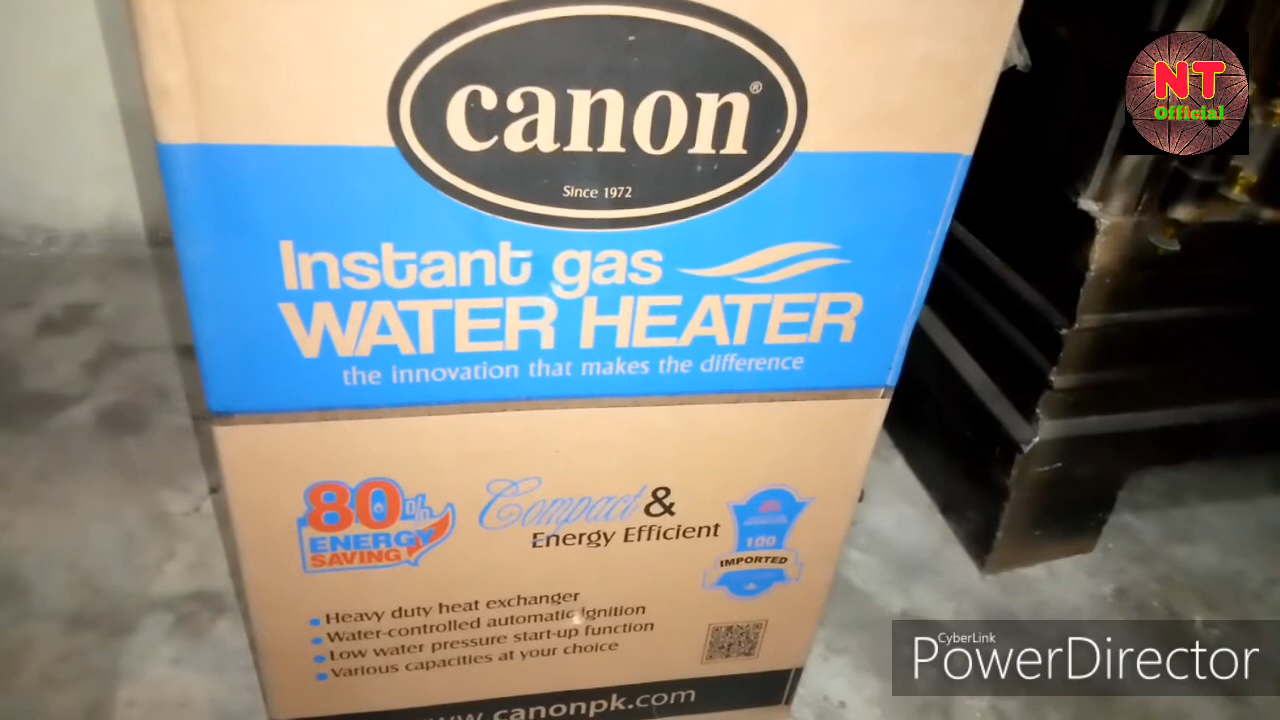 canon®
Since 1972
Instant gas
WATER HEATER
the innovation that makes the difference
80%
ENERGY
SAVING
Compact &
Energy Efficient
100
IMPORTED
Heavy duty heat exchanger
Water-controlled automatic ignition
Low water pressure start-up function
Various capacities at your choice
www.canonpk.com
NT
Official
CyberLink
PowerDirector